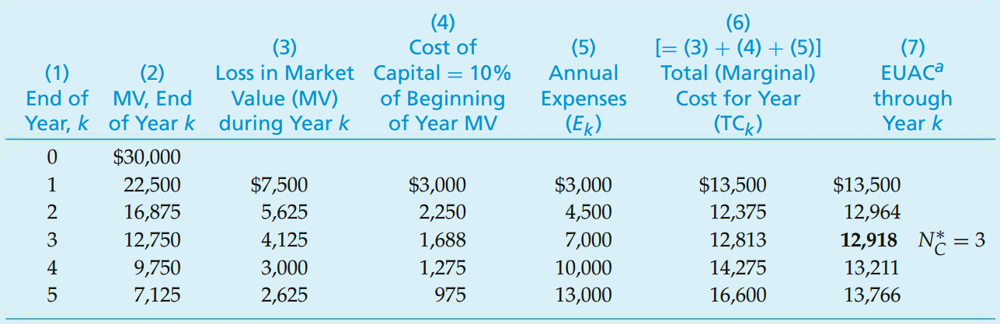 (4) (6)
(3) Cost of (5) [= (3) + (4) + (5)] (7)
(1) (2) Loss in Market Capital = 10% Annual Total (Marginal) EUACᵃ
End of MV, End Value (MV) of Beginning Expenses Cost for Year through
Year, k of Year k during Year k of Year MV (Eₖ) (TCₖ) Year k
0 $30,000
1 22,500 $7,500 $3,000 $3,000 $13,500 $13,500
2 16,875 5,625 2,250 4,500 12,375 12,964
3 12,750 4,125 1,688 7,000 12,813 12,918 N*C = 3
4 9,750 3,000 1,275 10,000 14,275 13,211
5 7,125 2,625 975 13,000 16,600 13,766